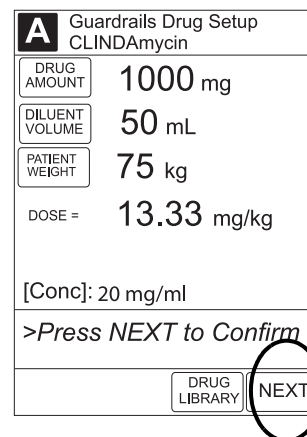 A Guardrails Drug Setup
CLINDAmycin
DRUG
AMOUNT 1000 mg
DILUENT
VOLUME 50 mL
PATIENT
WEIGHT 75 kg
DOSE = 13.33 mg/kg
[Conc]: 20 mg/ml
>Press NEXT to Confirm
DRUG
LIBRARY NEXT